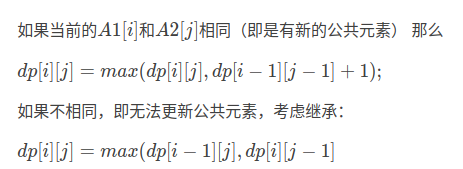 如果当前的A1[i]和A2[j]相同（即是有新的公共元素） 那么
dp[i][j] = max(dp[i][j], dp[i − 1][j − 1] + 1);
如果不相同，即无法更新公共元素，考虑继承：
dp[i][j] = max(dp[i − 1][j], dp[i][j − 1]